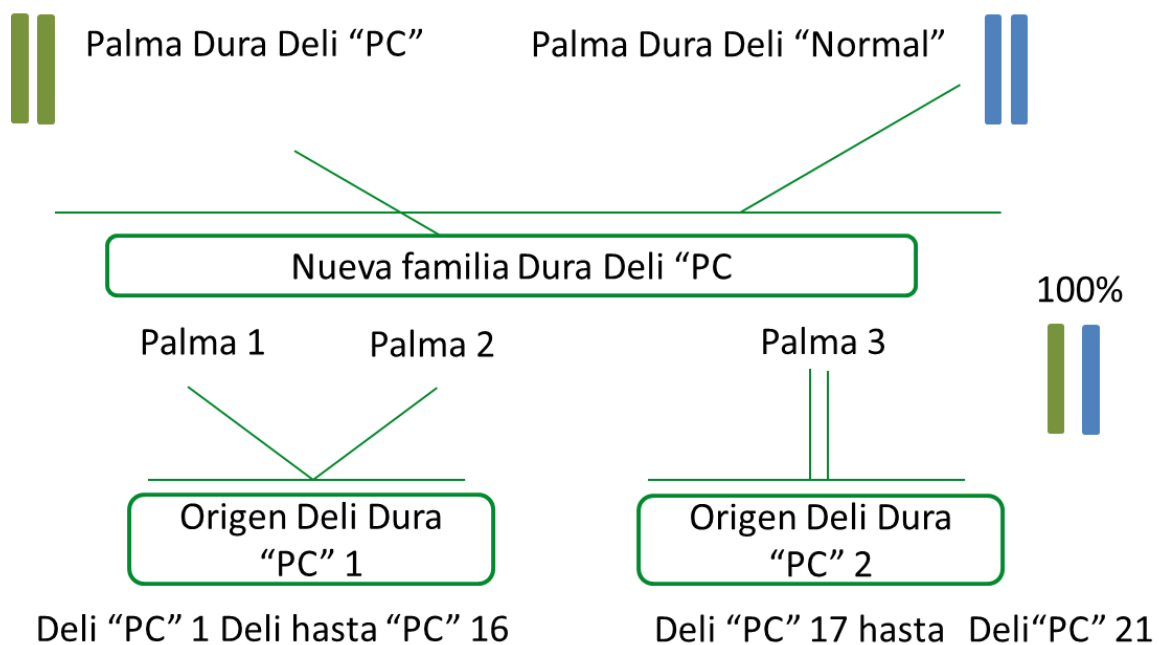 Palma Dura Deli “PC”
Palma Dura Deli “Normal”
Nueva familia Dura Deli “PC
100%
Palma 1
Palma 2
Palma 3
Origen Deli Dura
“PC” 1
Origen Deli Dura
“PC” 2
Deli “PC” 1 Deli hasta “PC” 16
Deli “PC” 17 hasta Deli“PC” 21